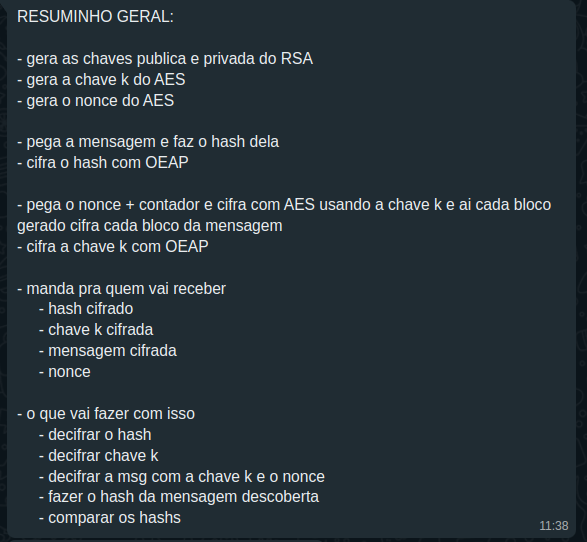 RESUMINHO GERAL:
- gera as chaves publica e privada do RSA
- gera a chave k do AES
- gera o nonce do AES
- pega a mensagem e faz o hash dela
- cifra o hash com OEAP
- pega o nonce + contador e cifra com AES usando a chave k e ai cada bloco
gerado cifra cada bloco da mensagem
- cifra a chave k com OEAP
- manda pra quem vai receber
- hash cifrado
- chave k cifrada
- mensagem cifrada
- nonce
- o que vai fazer com isso
- decifrar o hash
- decifrar chave k
- decifrar a msg com a chave k e o nonce
- fazer o hash da mensagem descoberta
- comparar os hashs
11:38